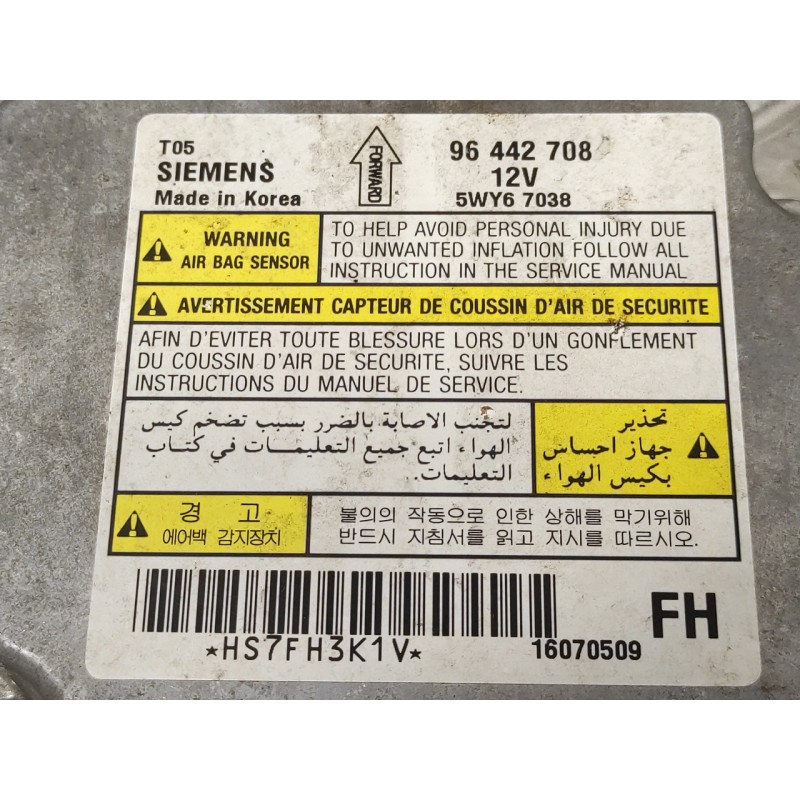 T05
SIEMENS
Made in Korea
FORWARD
96 442 708
12V
5WY6 7038
WARNING
AIR BAG SENSOR
TO HELP AVOID PERSONAL INJURY DUE
TO UNWANTED INFLATION FOLLOW ALL
INSTRUCTION IN THE SERVICE MANUAL
AVERTISSEMENT CAPTEUR DE COUSSIN D'AIR DE SECURITE
AFIN D'EVITER TOUTE BLESSURE LORS D'UN GONFLEMENT
DU COUSSIN D'AIR DE SECURITE, SUIVRE LES
INSTRUCTIONS DU MANUEL DE SERVICE.
تحذير
جهاز احساس
بكيس الهواء
لتجنب الاصابة بالضرر بسبب تضخم كيس
الهواء اتبع جميع التعليمات في كتاب
التعليمات.
경 고
에어백 감지장치
불의의 작동으로 인한 상해를 막기위해
반드시 지침서를 읽고 지시를 따르시오.
*HS7FH3K1V*
16070509
FH